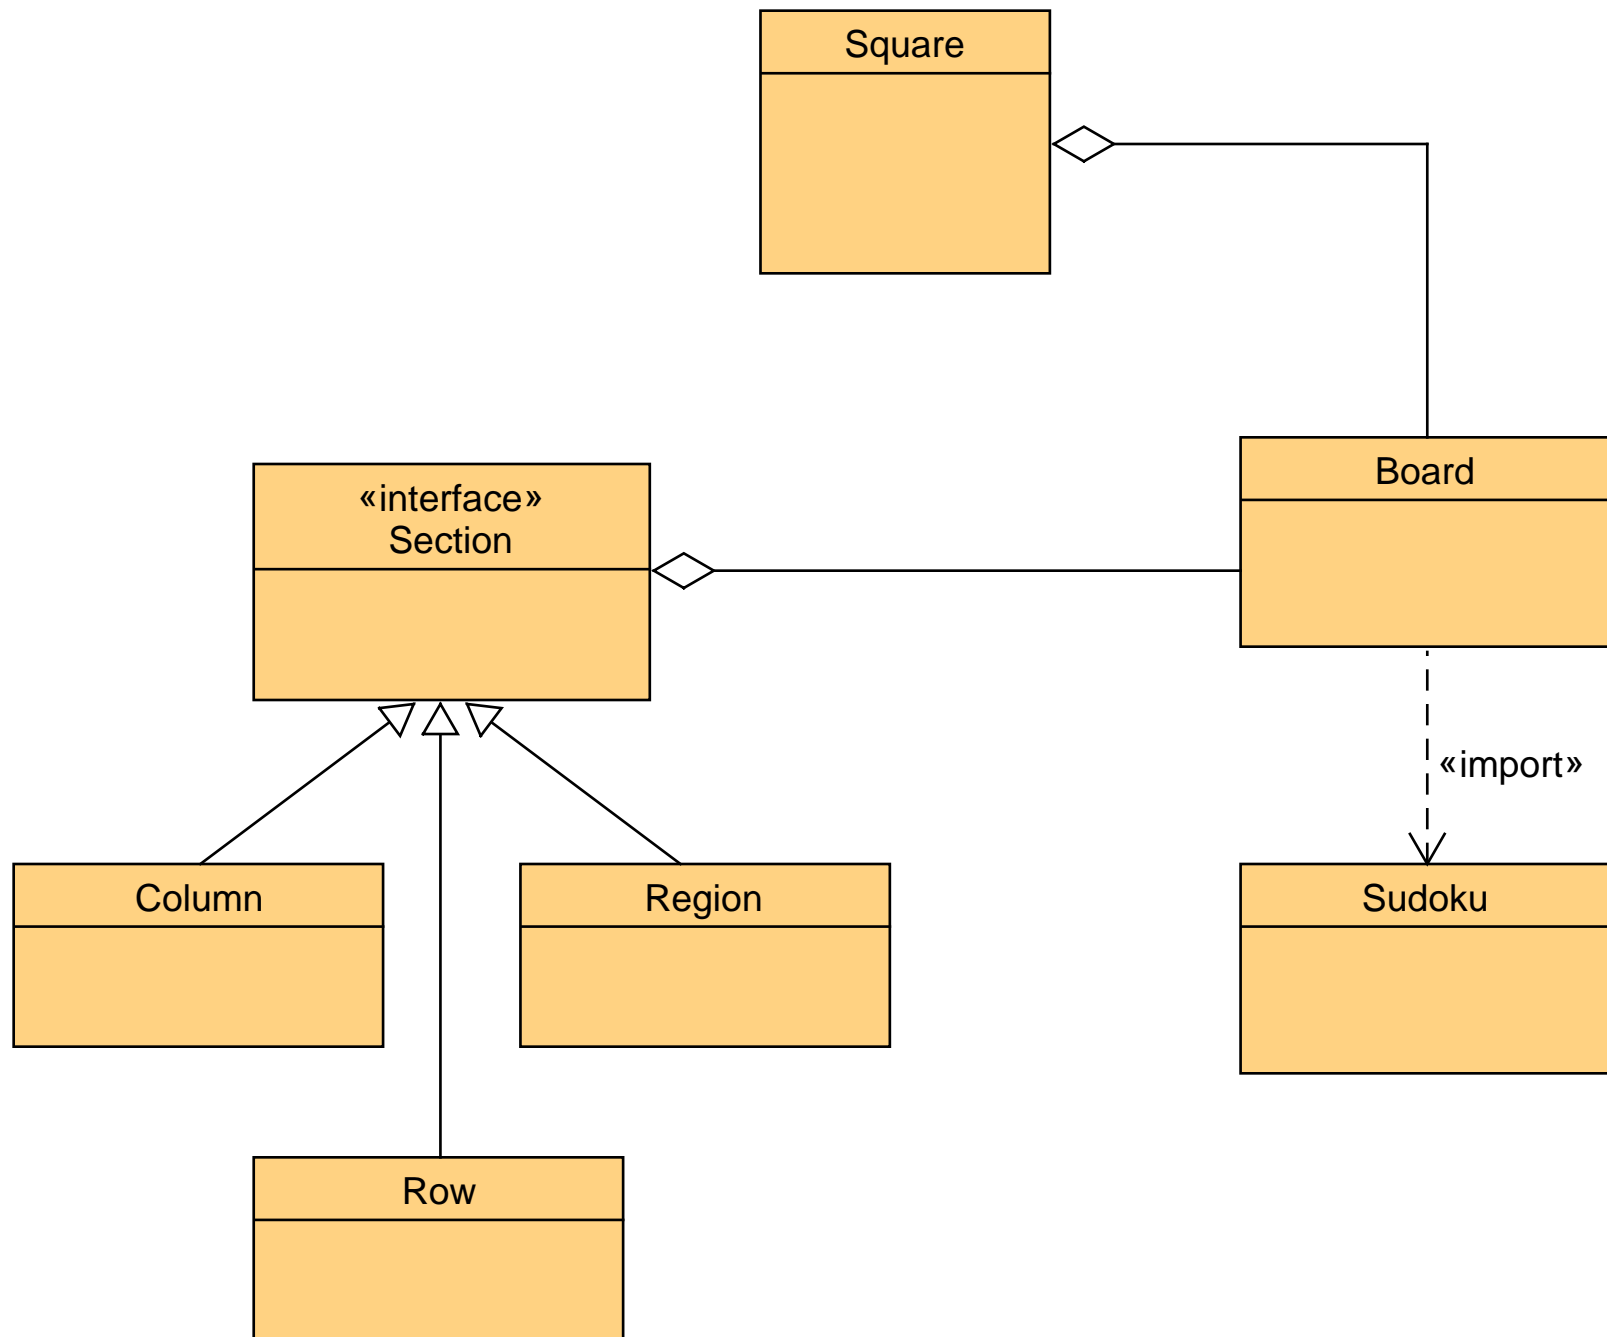 Square
Board
«interface»
Section
«import»
Column
Region
Sudoku
Row